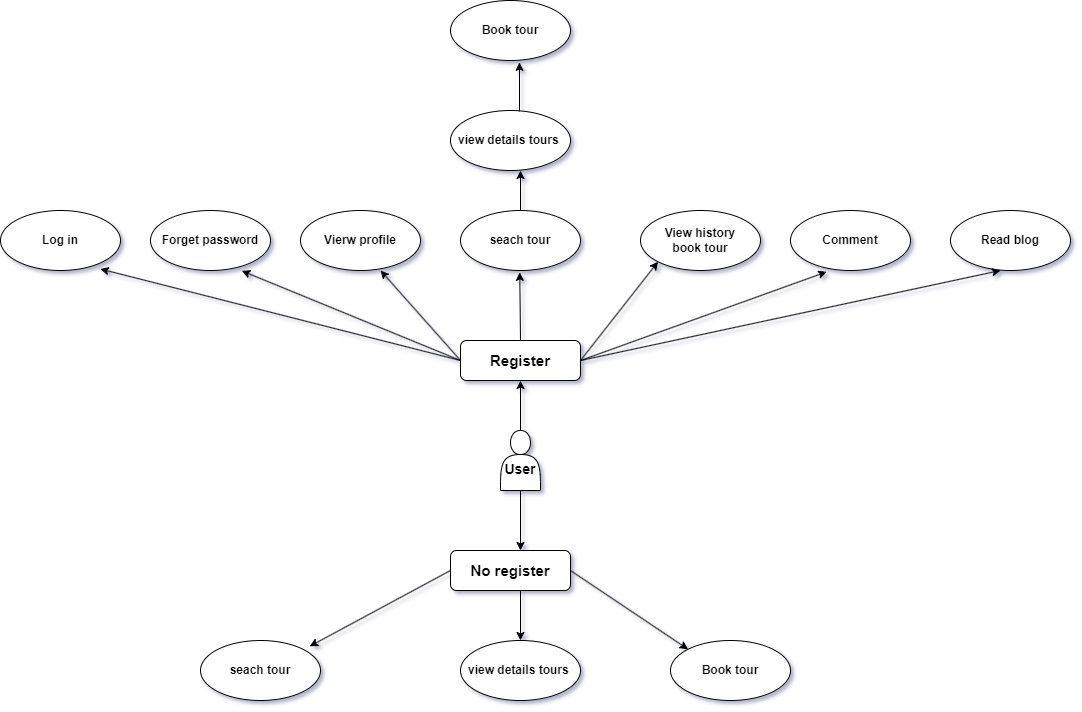 Book tour
view details tours
Log in
Forget password
Vierw profile
seach tour
View history
book tour
Comment
Read blog
Register
User
No register
seach tour
view details tours
Book tour